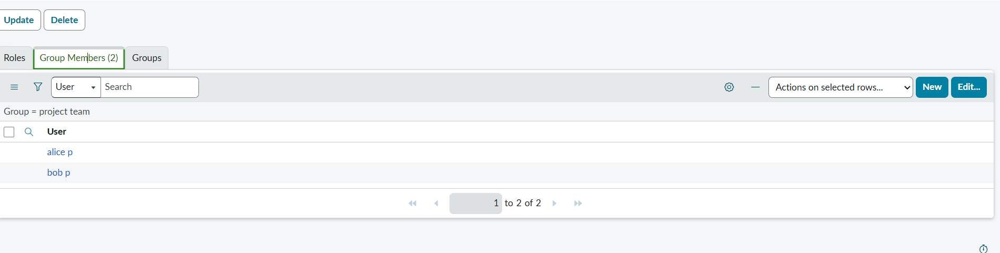 Update Delete
Roles Group Members (2) Groups
User Search Actions on selected rows... New Edit...
Group = project team
User
alice p
bob p
1 to 2 of 2